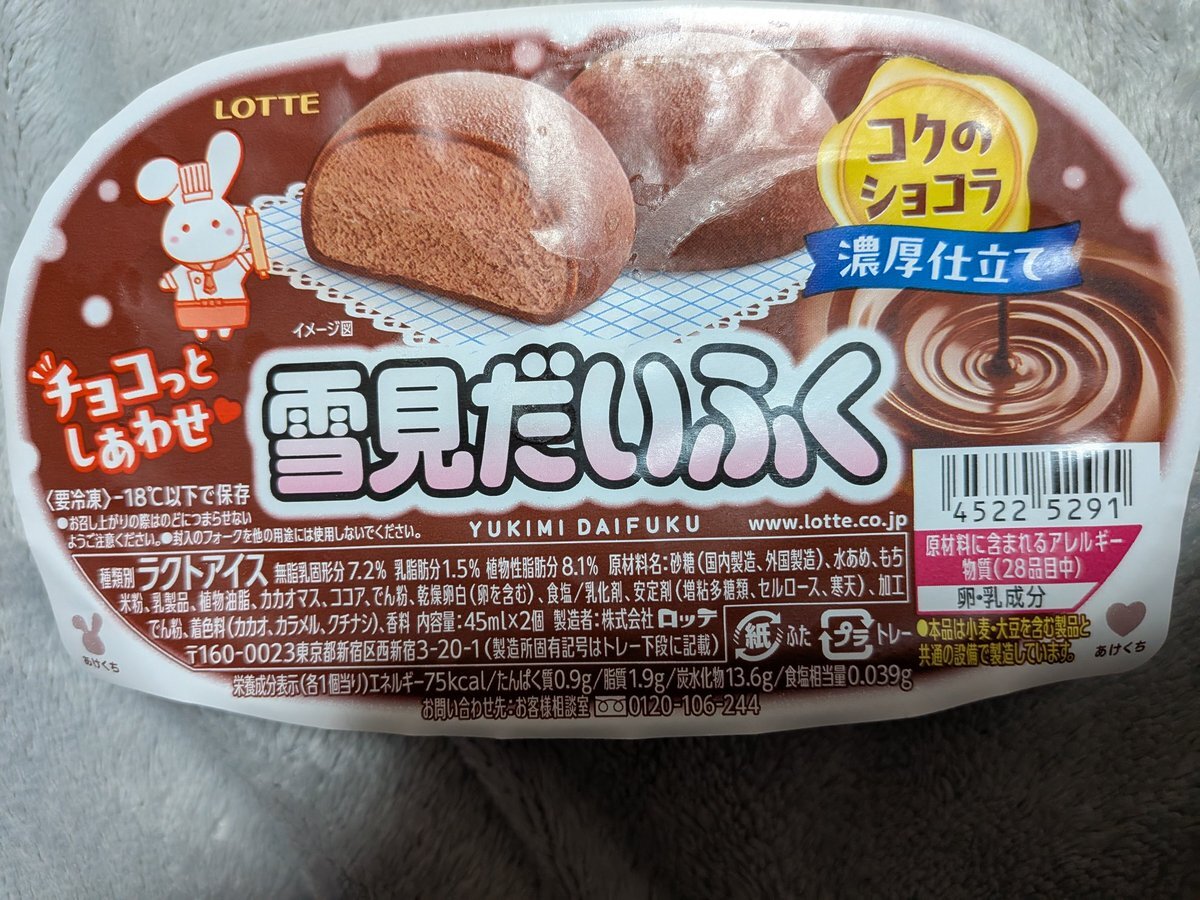 LOTTE
コクの
ショコラ
濃厚仕立て
イメージ図
チョコっと
しあわせ
雪見だいふく
YUKIMI DAIFUKU
www.lotte.co.jp
〈要冷凍〉-18℃以下で保存
●お召し上がりの際はのどにつまらせない
ようご注意ください。●封入のフォークを他の用途には使用しないでください。
種類別 ラクトアイス 無脂乳固形分7.2% 乳脂肪分1.5% 植物性脂肪分8.1% 原材料名:砂糖(国内製造、外国製造)、水あめ、もち
米粉、乳製品、植物油脂、カカオマス、ココア、でん粉、乾燥卵白(卵を含む)、食塩/乳化剤、安定剤(増粘多糖類、セルロース、寒天)、加工
でん粉、着色料(カカオ、カラメル、クチナシ)、香料 内容量:45ml×2個 製造者:株式会社 ロッテ
〒160-0023東京都新宿区西新宿3-20-1(製造所固有記号はトレー下段に記載)
紙 ふた プラ トレー
栄養成分表示(各1個当り)エネルギー75kcal/たんぱく質0.9g/脂質1.9g/炭水化物13.6g/食塩相当量0.039g
お問い合わせ先:お客様相談室 0120-106-244
4522 5291
原材料に含まれるアレルギー
物質(28品目中)
卵・乳成分
●本品は小麦・大豆を含む製品と
共通の設備で製造しています。
あけくち
あけくち